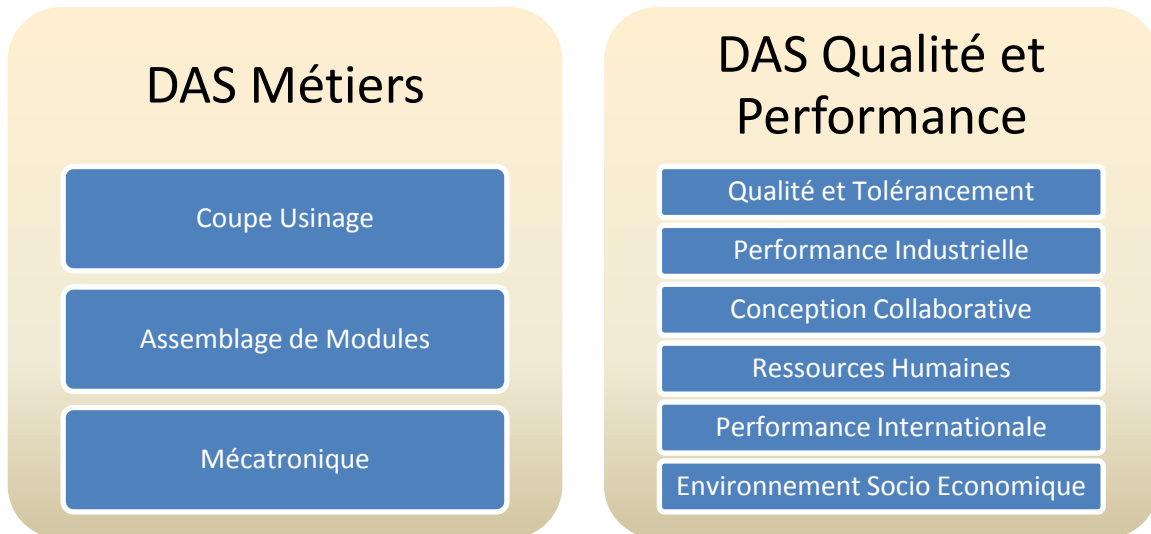 DAS Métiers
Coupe Usinage
Assemblage de Modules
Mécatronique
DAS Qualité et
Performance
Qualité et Tolérancement
Performance Industrielle
Conception Collaborative
Ressources Humaines
Performance Internationale
Environnement Socio Economique